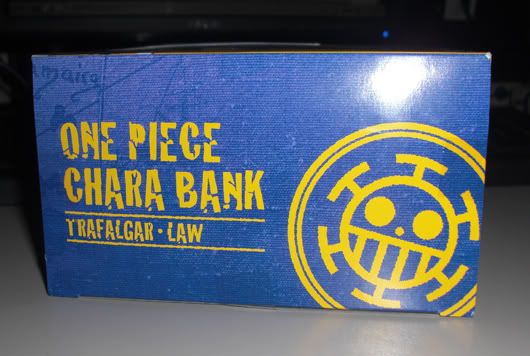 ONE PIECE
CHARA BANK
TRAFALGAR・LAW